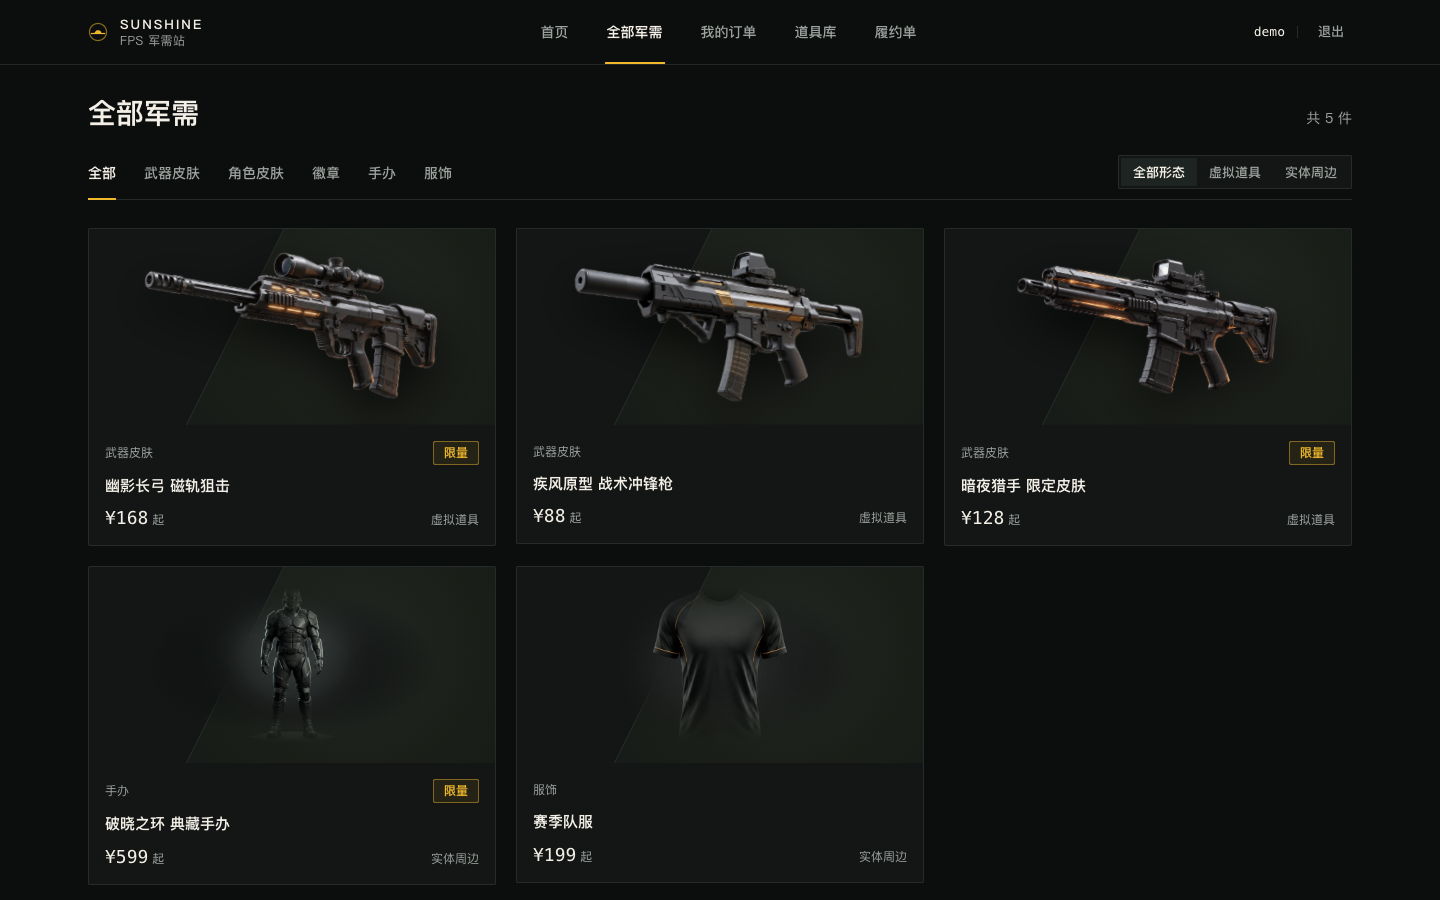 SUNSHINE
FPS 军需站
首页
全部军需
我的订单
道具库
履约单
demo
退出
全部军需
共 5 件
全部
武器皮肤
角色皮肤
徽章
手办
服饰
全部形态
虚拟道具
实体周边
武器皮肤
限量
幽影长弓 磁轨狙击
¥168 起
虚拟道具
武器皮肤
疾风原型 战术冲锋枪
¥88 起
虚拟道具
武器皮肤
限量
暗夜猎手 限定皮肤
¥128 起
虚拟道具
手办
限量
破晓之环 典藏手办
¥599 起
实体周边
服饰
赛季队服
¥199 起
实体周边